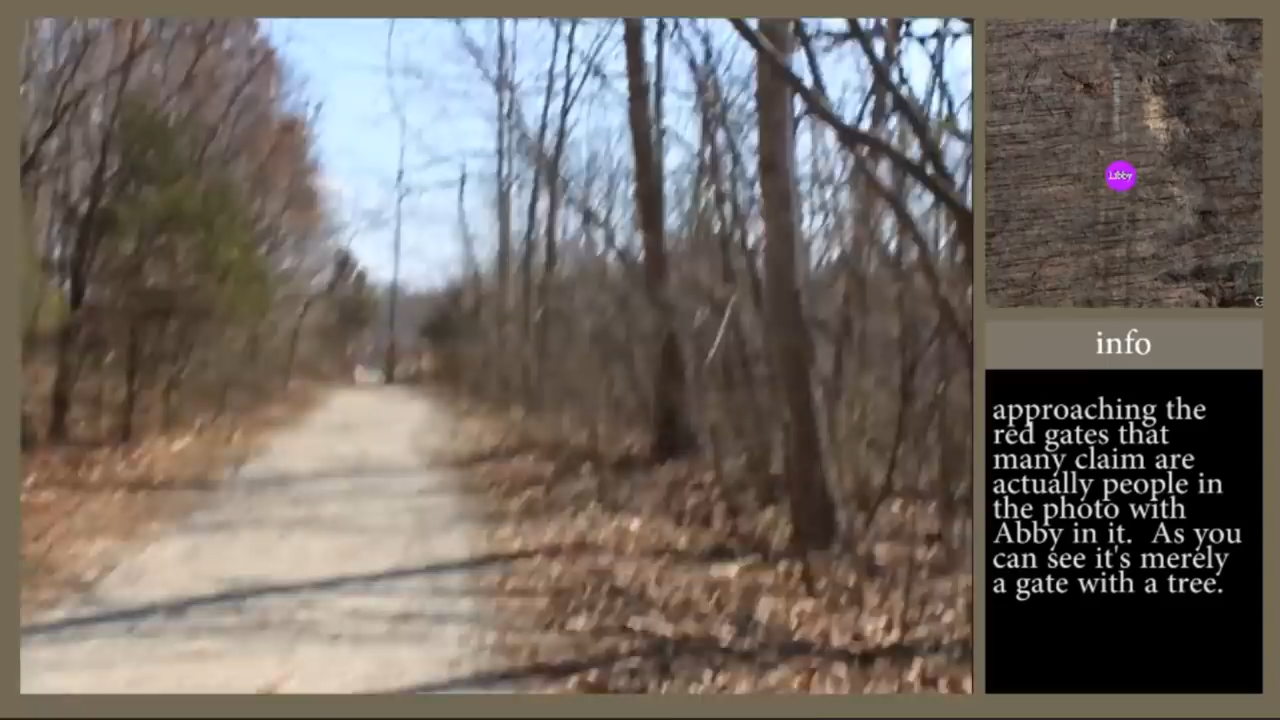 Libby
info
approaching the
red gates that
many claim are
actually people in
the photo with
Abby in it.  As you
can see it's merely
a gate with a tree.